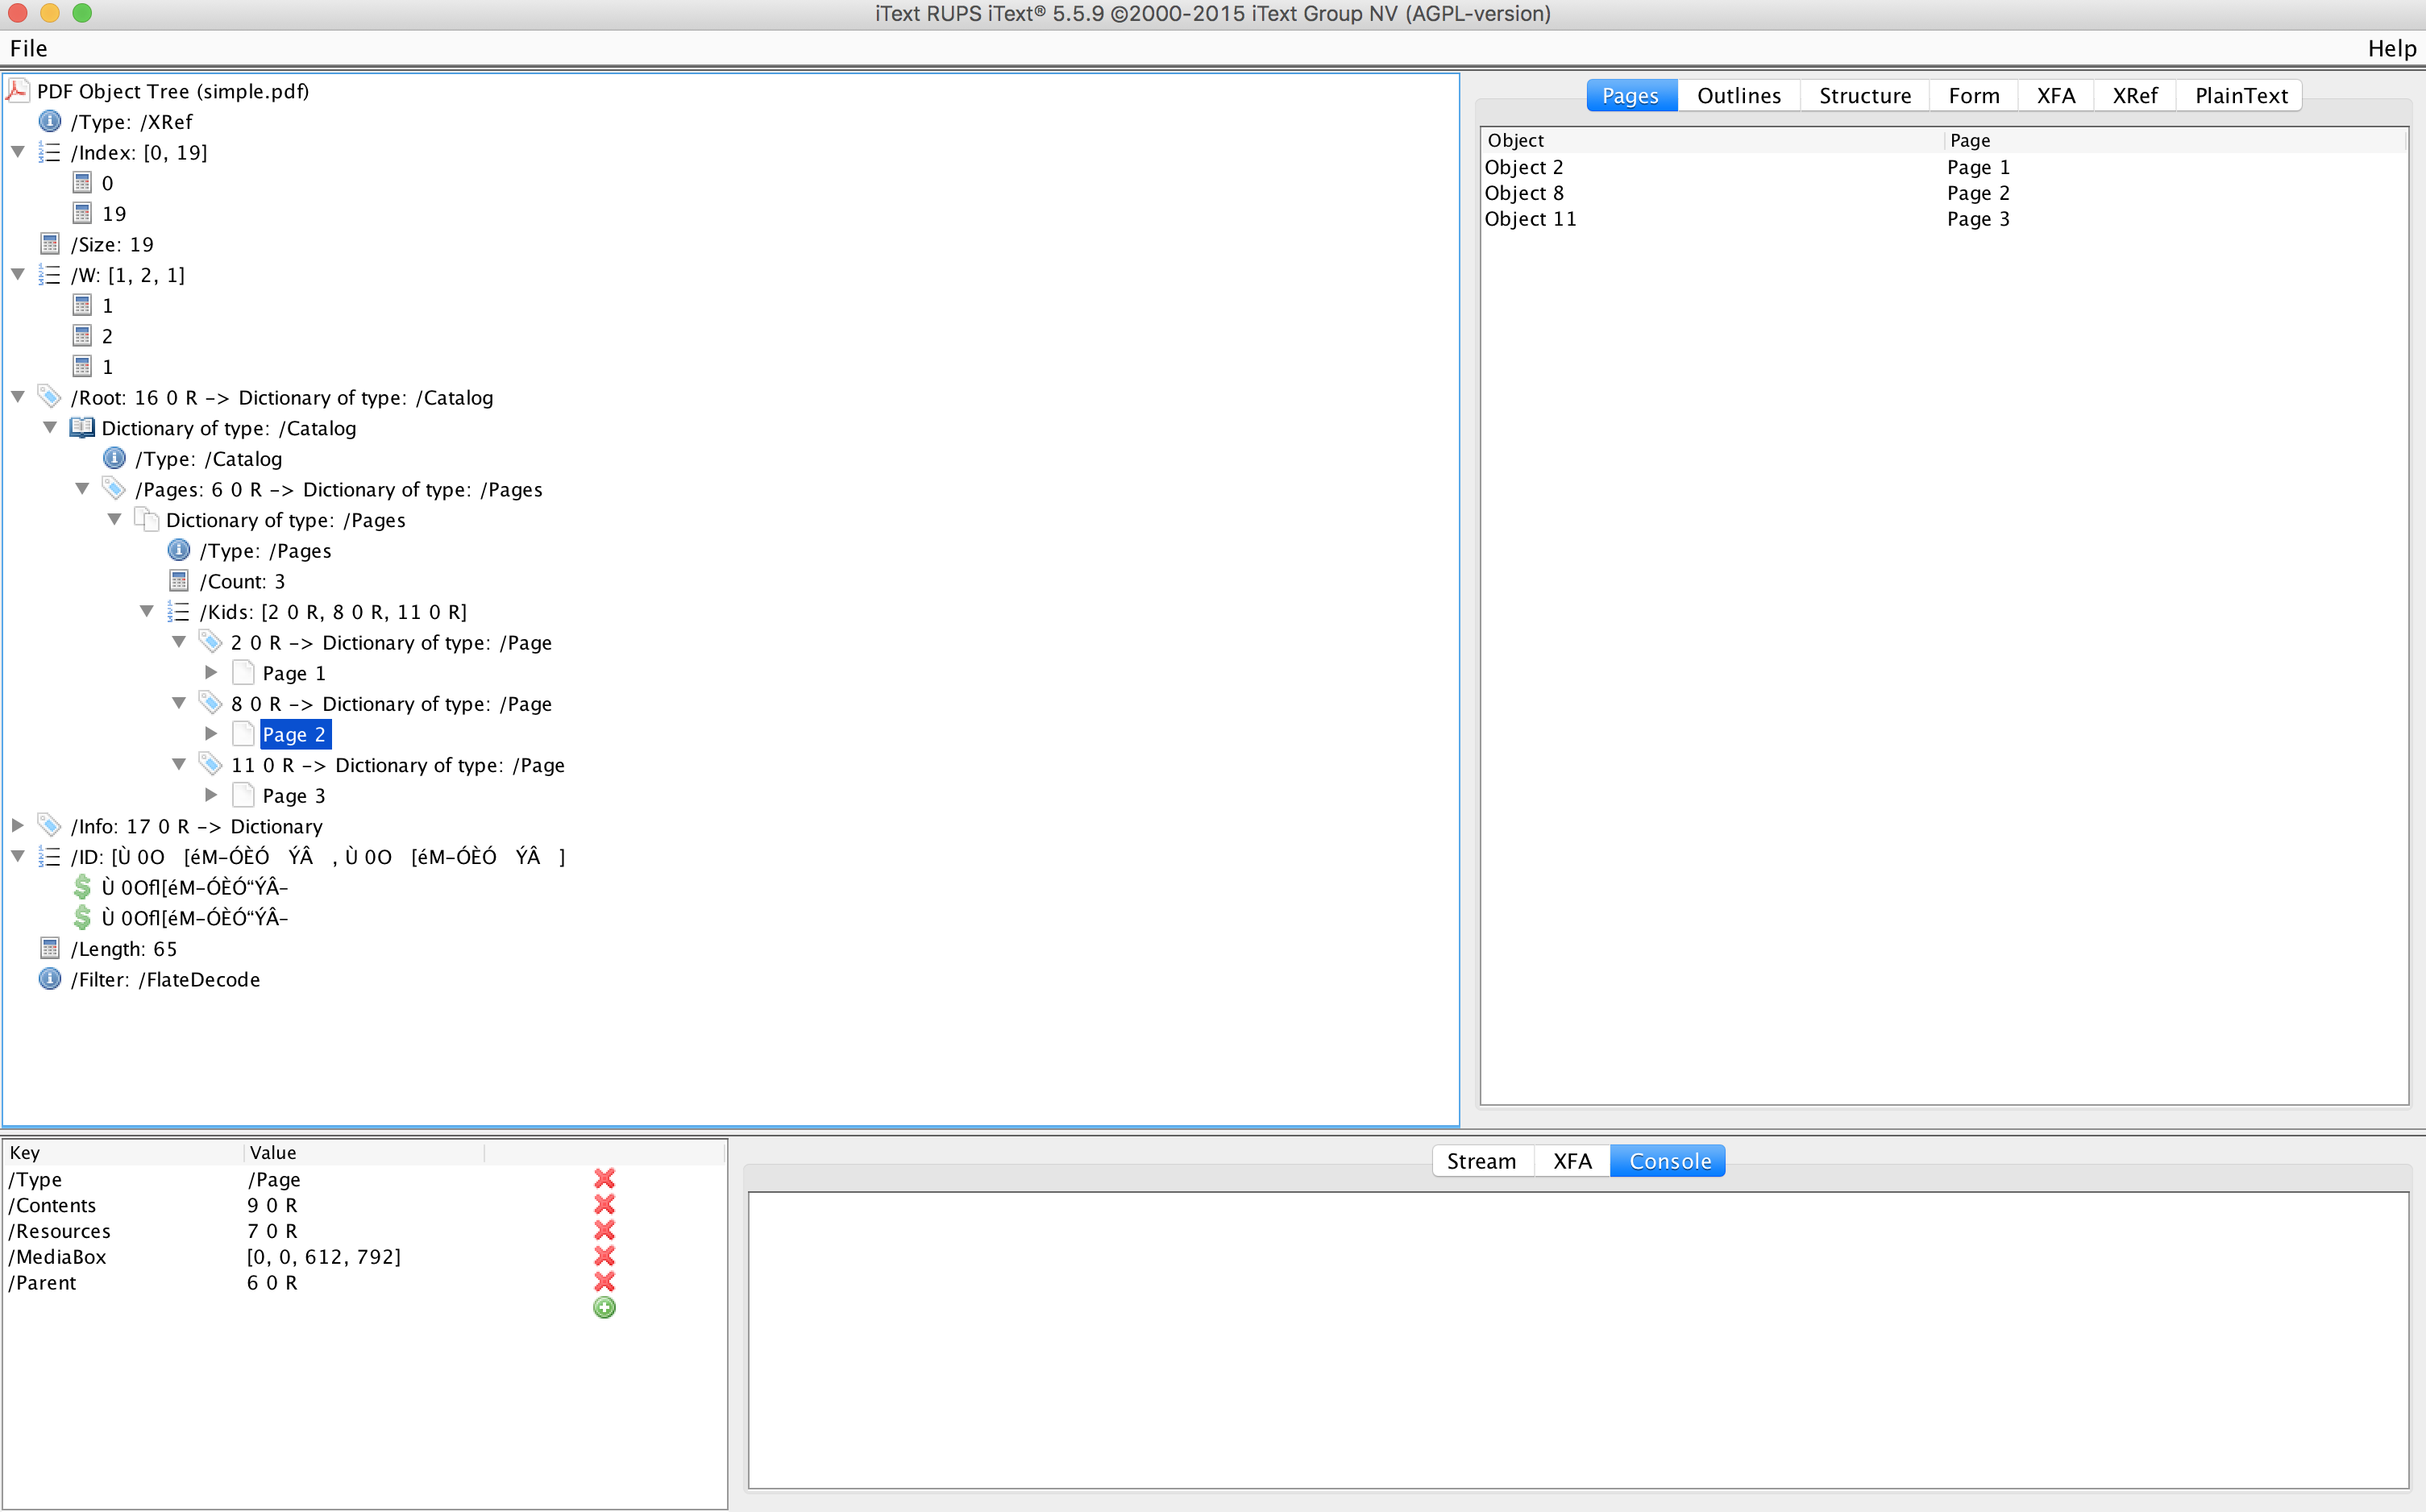 iText RUPS iText® 5.5.9 ©2000-2015 iText Group NV (AGPL-version)
File Help
PDF Object Tree (simple.pdf)
/Type: /XRef
/Index: [0, 19]
0
19
/Size: 19
/W: [1, 2, 1]
1
2
1
/Root: 16 0 R -> Dictionary of type: /Catalog
Dictionary of type: /Catalog
/Type: /Catalog
/Pages: 6 0 R -> Dictionary of type: /Pages
Dictionary of type: /Pages
/Type: /Pages
/Count: 3
/Kids: [2 0 R, 8 0 R, 11 0 R]
2 0 R -> Dictionary of type: /Page
Page 1
8 0 R -> Dictionary of type: /Page
Page 2
11 0 R -> Dictionary of type: /Page
Page 3
/Info: 17 0 R -> Dictionary
/ID: [Ù 0O [éM–ÓÈÓ ÝÂ , Ù 0O [éM–ÓÈÓ ÝÂ ]
Ù 0Oﬂ[éM–ÓÈÓ“ÝÂ–
Ù 0Oﬂ[éM–ÓÈÓ“ÝÂ–
/Length: 65
/Filter: /FlateDecode
Pages Outlines Structure Form XFA XRef PlainText
Object Page
Object 2 Page 1
Object 8 Page 2
Object 11 Page 3
Key Value
/Type /Page
/Contents 9 0 R
/Resources 7 0 R
/MediaBox [0, 0, 612, 792]
/Parent 6 0 R
Stream XFA Console